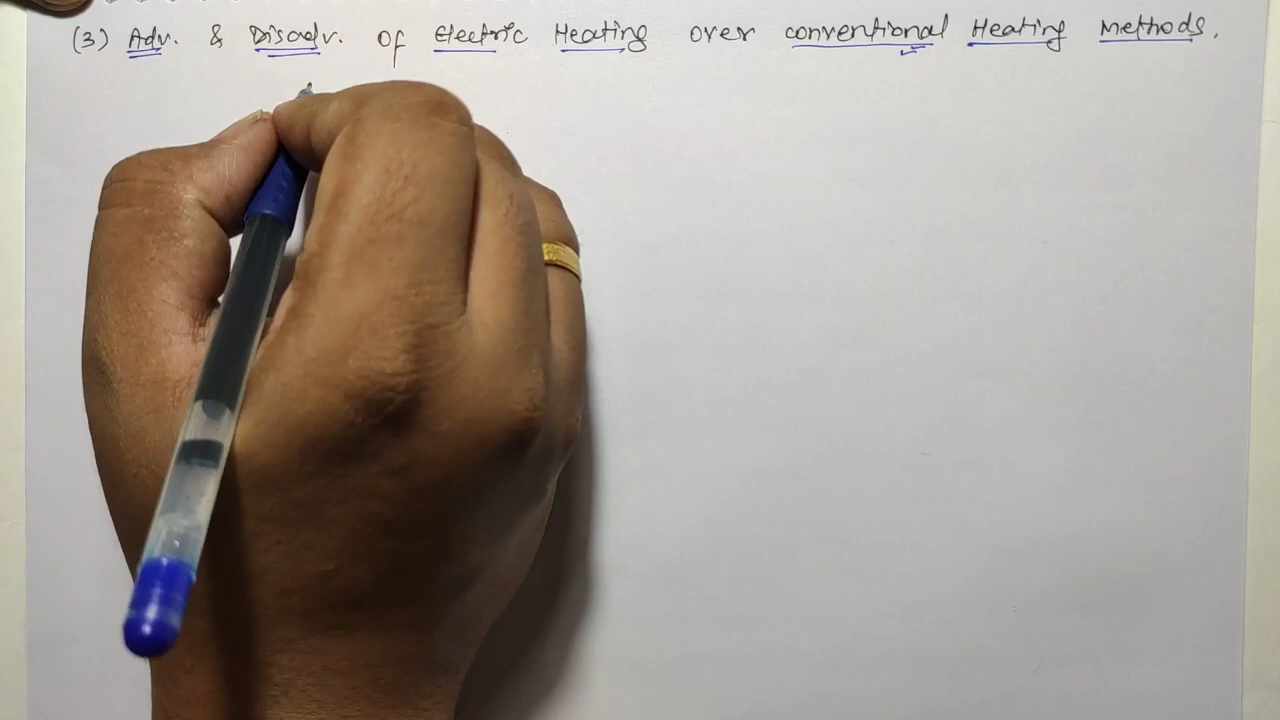 (3) Adv. & Disadv. of Electric Heating over conventional Heating Methods.